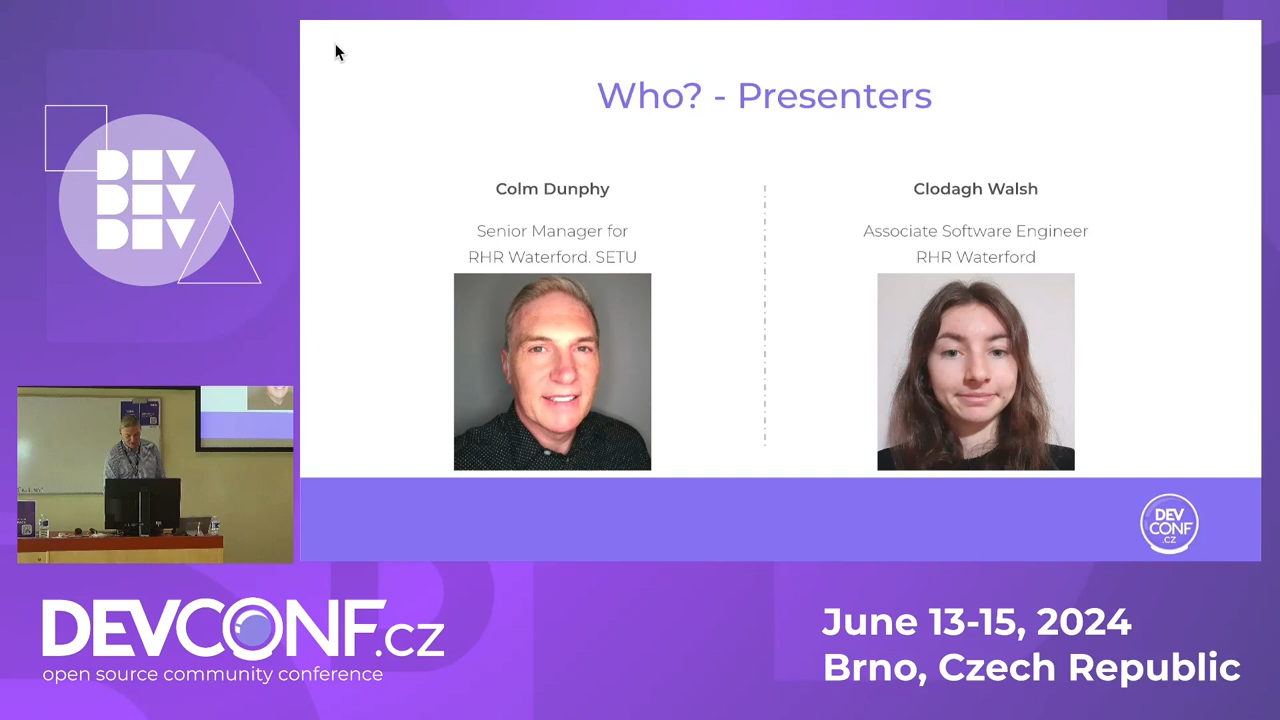 DEV
DEV
DEV
Who? - Presenters
Colm Dunphy
Senior Manager for
RHR Waterford. SETU
Clodagh Walsh
Associate Software Engineer
RHR Waterford
DEV
CONF
.CZ
DEVCONF.cz
open source community conference
June 13-15, 2024
Brno, Czech Republic